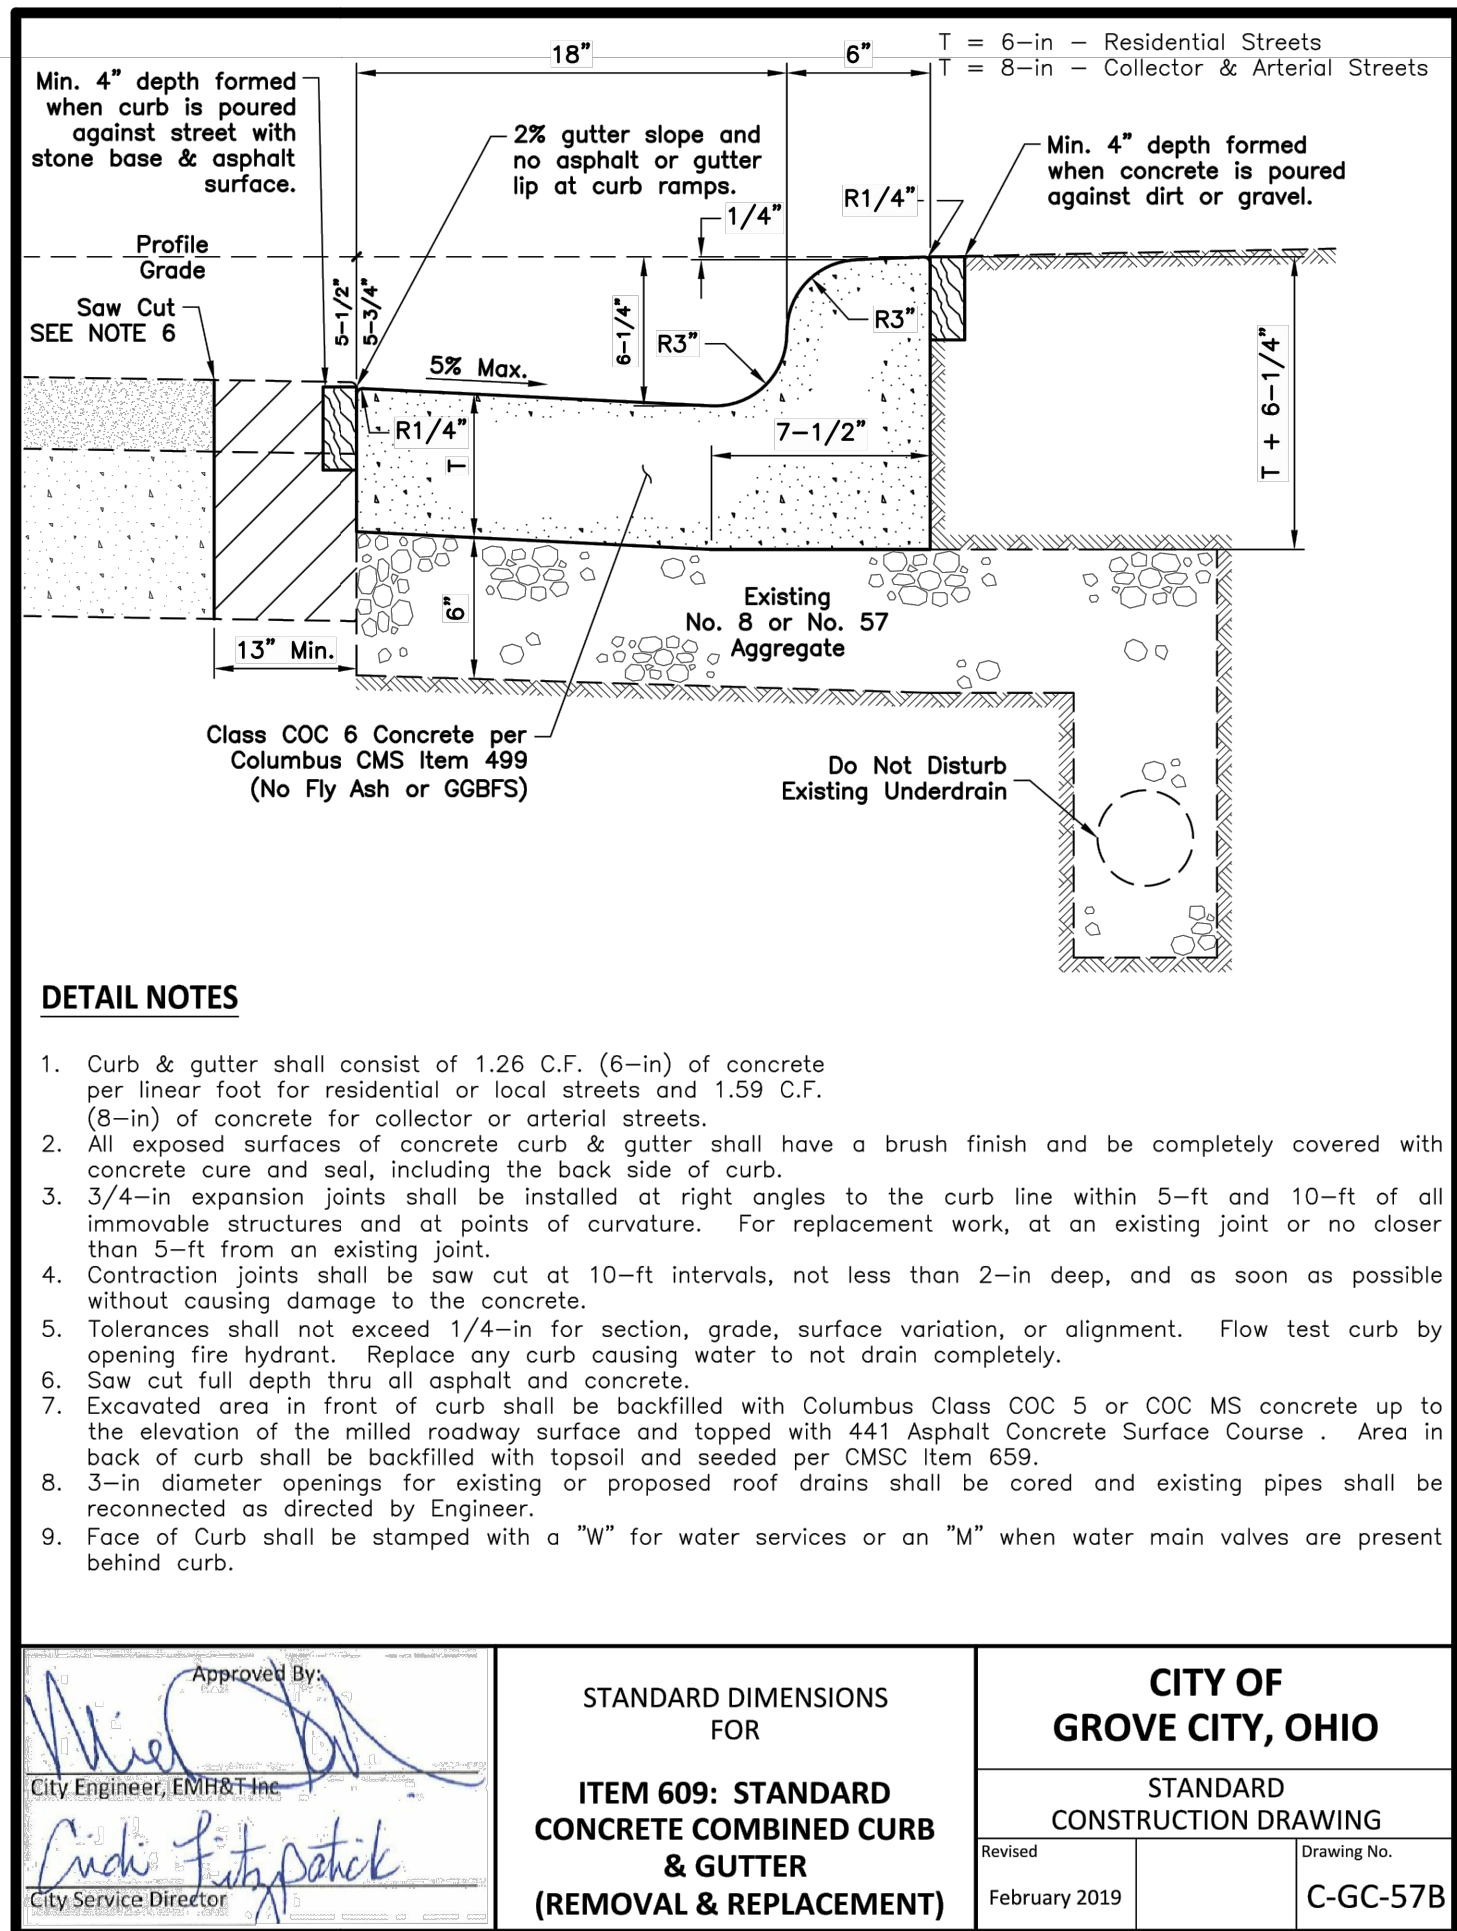 18”
6”
T = 6-in - Residential Streets
T = 8-in - Collector & Arterial Streets
Min. 4” depth formed
when curb is poured
against street with
stone base & asphalt
surface.
2% gutter slope and
no asphalt or gutter
lip at curb ramps.
Min. 4” depth formed
when concrete is poured
against dirt or gravel.
R1/4”
1/4”
Profile
Grade
Saw Cut
SEE NOTE 6
5-1/2”
5-3/4”
6-1/4”
R3”
R3”
5% Max.
T + 6-1/4”
R1/4”
T
7-1/2”
6”
Existing
No. 8 or No. 57
Aggregate
13” Min.
Class COC 6 Concrete per
Columbus CMS Item 499
(No Fly Ash or GGBFS)
Do Not Disturb
Existing Underdrain
DETAIL NOTES
1. Curb & gutter shall consist of 1.26 C.F. (6-in) of concrete
per linear foot for residential or local streets and 1.59 C.F.
(8-in) of concrete for collector or arterial streets.
2. All exposed surfaces of concrete curb & gutter shall have a brush finish and be completely covered with
concrete cure and seal, including the back side of curb.
3. 3/4-in expansion joints shall be installed at right angles to the curb line within 5-ft and 10-ft of all
immovable structures and at points of curvature. For replacement work, at an existing joint or no closer
than 5-ft from an existing joint.
4. Contraction joints shall be saw cut at 10-ft intervals, not less than 2-in deep, and as soon as possible
without causing damage to the concrete.
5. Tolerances shall not exceed 1/4-in for section, grade, surface variation, or alignment. Flow test curb by
opening fire hydrant. Replace any curb causing water to not drain completely.
6. Saw cut full depth thru all asphalt and concrete.
7. Excavated area in front of curb shall be backfilled with Columbus Class COC 5 or COC MS concrete up to
the elevation of the milled roadway surface and topped with 441 Asphalt Concrete Surface Course . Area in
back of curb shall be backfilled with topsoil and seeded per CMSC Item 659.
8. 3-in diameter openings for existing or proposed roof drains shall be cored and existing pipes shall be
reconnected as directed by Engineer.
9. Face of Curb shall be stamped with a "W" for water services or an "M" when water main valves are present
behind curb.
Approved By:
City Engineer, EMH&T Inc
Cindi Fitzpatrick
City Service Director
STANDARD DIMENSIONS
FOR
ITEM 609: STANDARD
CONCRETE COMBINED CURB
& GUTTER
(REMOVAL & REPLACEMENT)
CITY OF
GROVE CITY, OHIO
STANDARD
CONSTRUCTION DRAWING
Revised
February 2019
Drawing No.
C-GC-57B